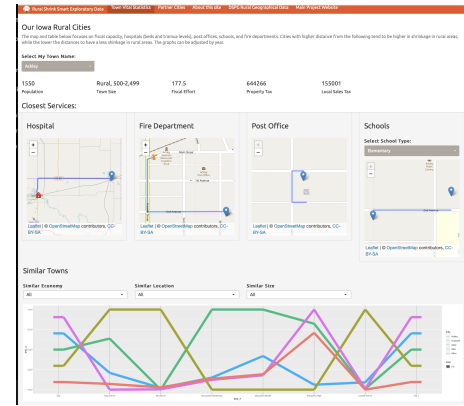 Rural Shrink Smart Exploratory Data Town Vital Statistics Partner Cities About this site DSPG Rural Geographical Data Main Project Website
Our Iowa Rural Cities
The map and table below focuses on fiscal capacity, hospitals (beds and trama levels), post offices, schools, and fire departments. Cities with higher distance from the following tend to be higher in shrinkage in rural areas,
while the lower the distances to have a less shrinkage in rural areas. The graphs can be adjusted by year.
Select My Town Name:
Ackley
1550 Rural, 500-2,499 177.5 644266 155001
Population Town Size Fiscal Effort Property Tax Local Sales Tax
Closest Services:
Hospital Fire Department Post Office Schools
Select School Type:
Elementary
+
−
Main Street
Leaflet | © OpenStreetMap contributors, CC-BY-SA
Leaflet | © OpenStreetMap contributors, CC-BY-SA
Leaflet | © OpenStreetMap contributors, CC-BY-SA
Leaflet | © OpenStreetMap contributors, CC-BY-SA
Similar Towns
Similar Economy Similar Location Similar Size
All All All